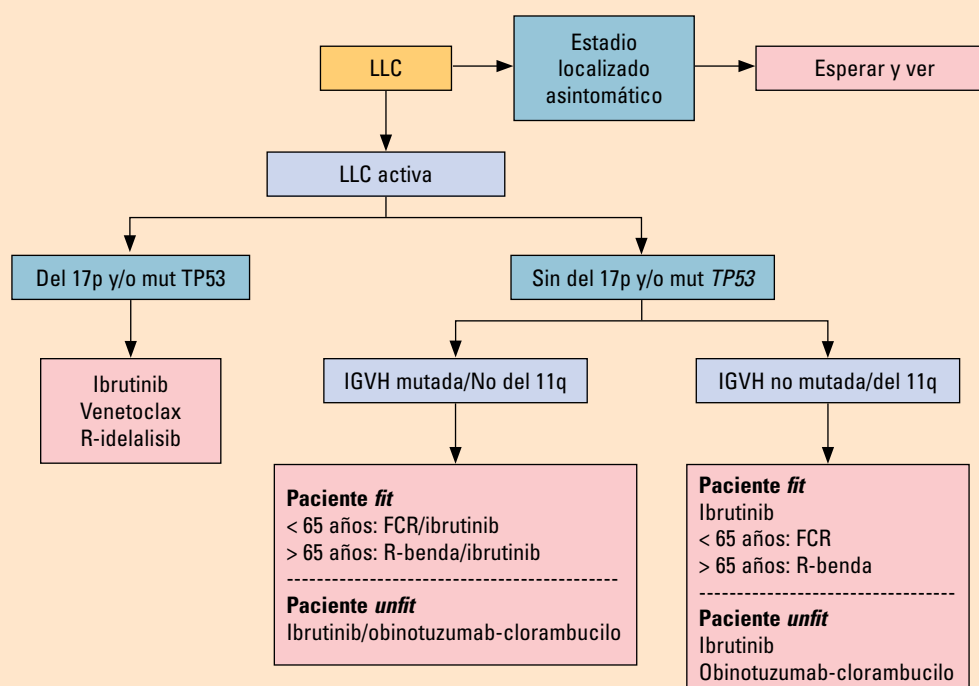 LLC
Estadio
localizado
asintomático
Esperar y ver
LLC activa
Del 17p y/o mut TP53
Sin del 17p y/o mut TP53
Ibrutinib
Venetoclax
R-idelalisib
IGVH mutada/No del 11q
IGVH no mutada/del 11q
Paciente fit
< 65 años: FCR/ibrutinib
> 65 años: R-benda/ibrutinib
Paciente unfit
Ibrutinib/obinotuzumab-clorambucilo
Paciente fit
Ibrutinib
< 65 años: FCR
> 65 años: R-benda
Paciente unfit
Ibrutinib
Obinotuzumab-clorambucilo